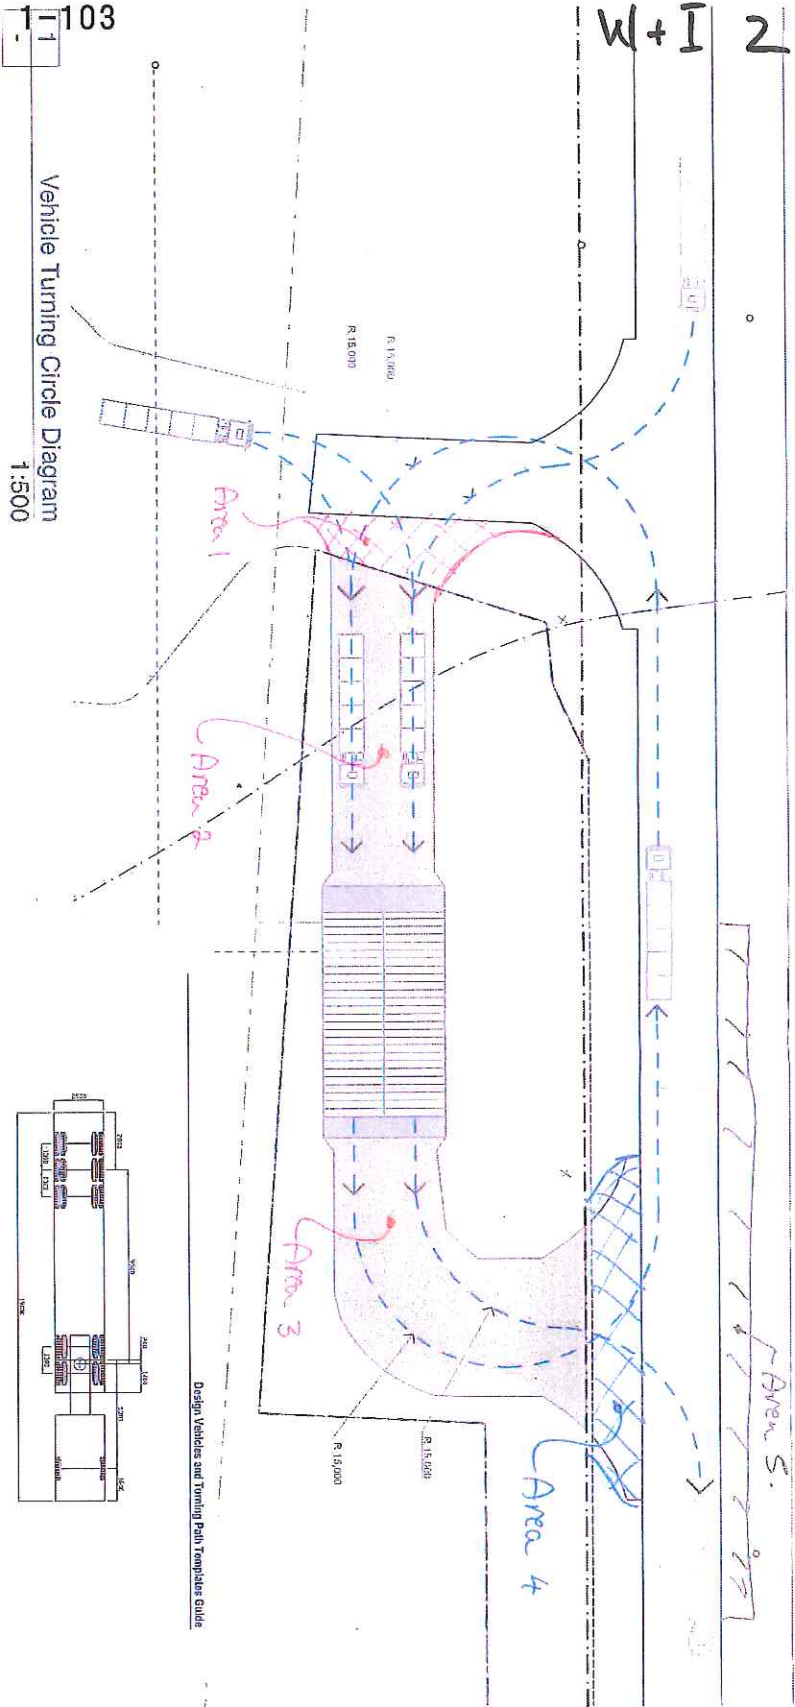 1-103
W+I 2
Vehicle Turning Circle Diagram
1:500
R 15,000
R 15,000
Area 1
Area 2
Area 3
Area 4
Area 5.
R 15,000
R 15,000
Design Vehicles and Turning Path Templates Guide